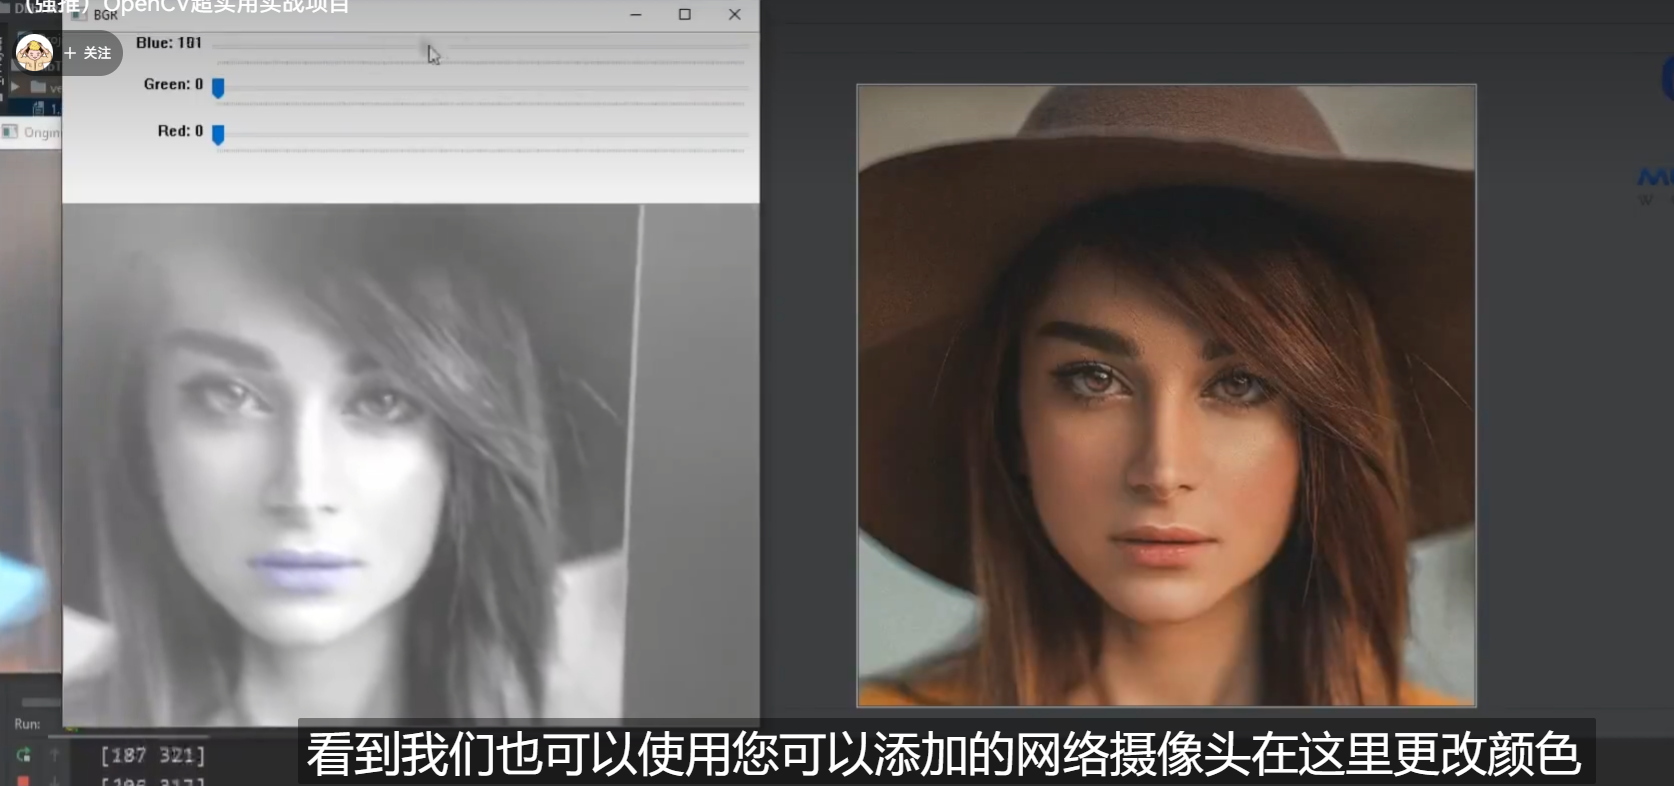 （强推）OpenCV超实用实战项目
BGR
+ 关注
Blue: 101
Green: 0
Red: 0
Run:
[187 321]
看到我们也可以使用您可以添加的网络摄像头在这里更改颜色